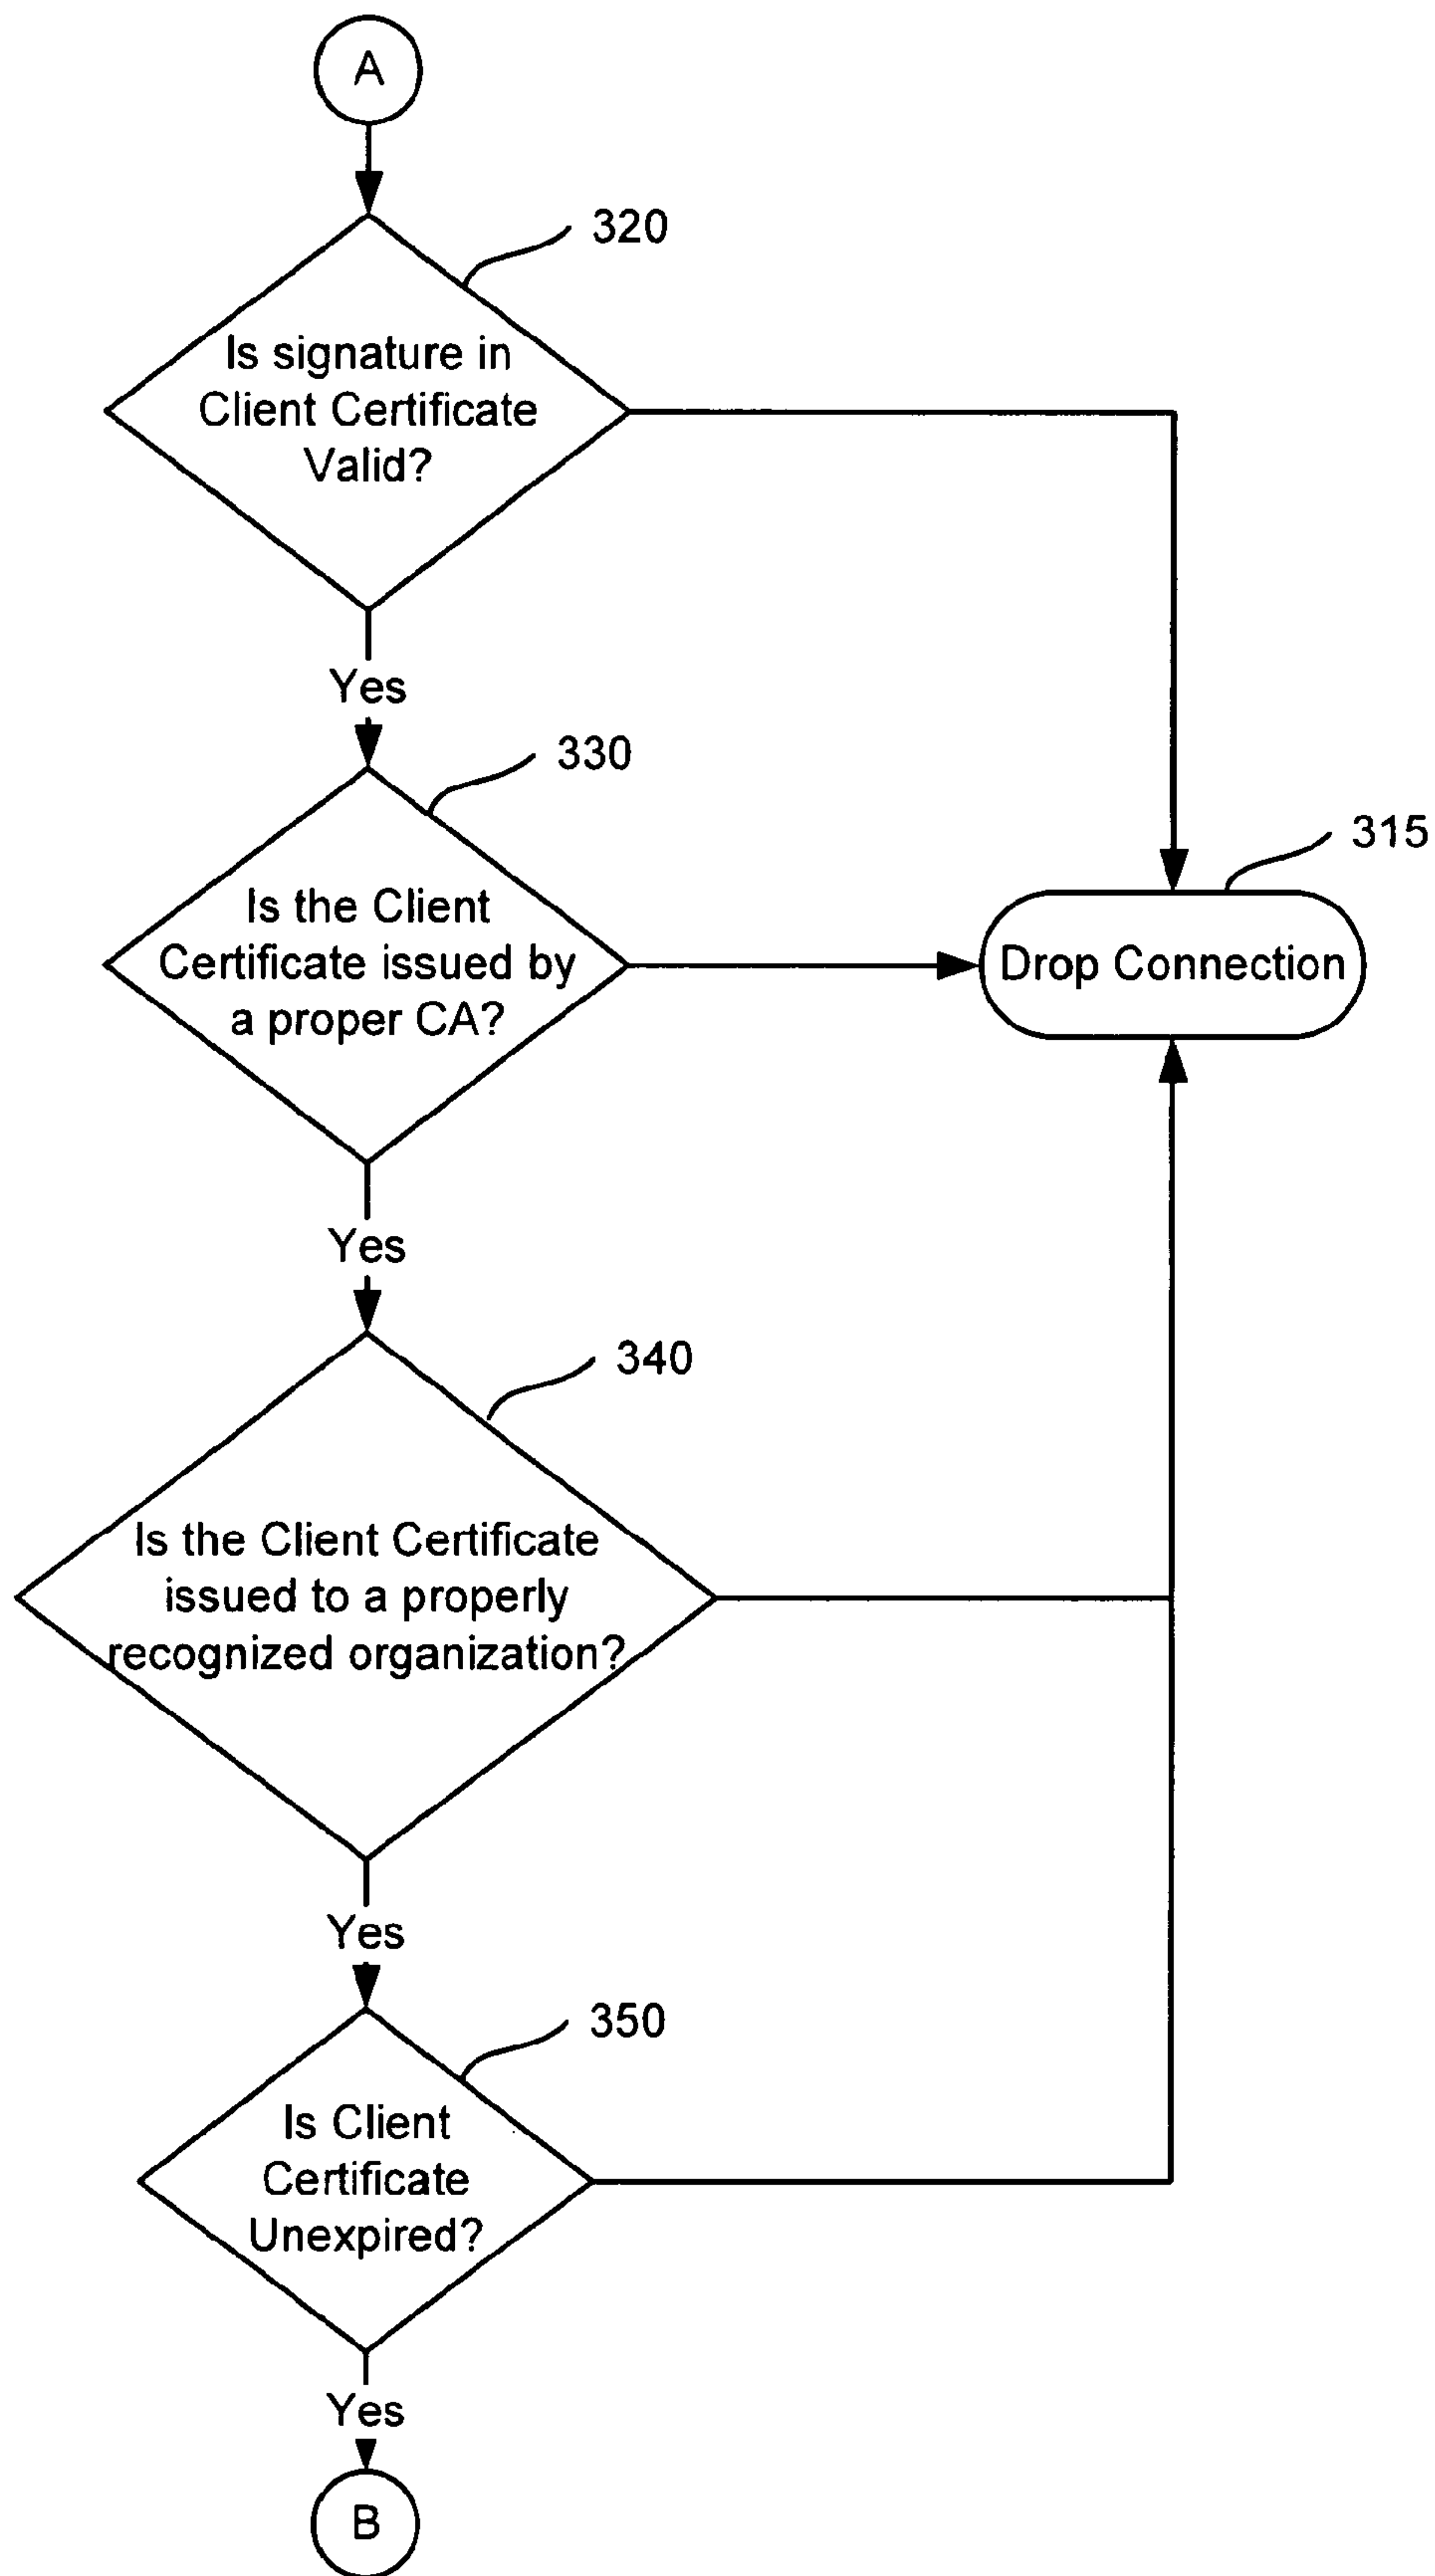 A
320
Is signature in
Client Certificate
Valid?
Yes
330
315
Is the Client
Certificate issued by
a proper CA?
Drop Connection
Yes
340
Is the Client Certificate
issued to a properly
recognized organization?
Yes
350
Is Client
Certificate
Unexpired?
Yes
B